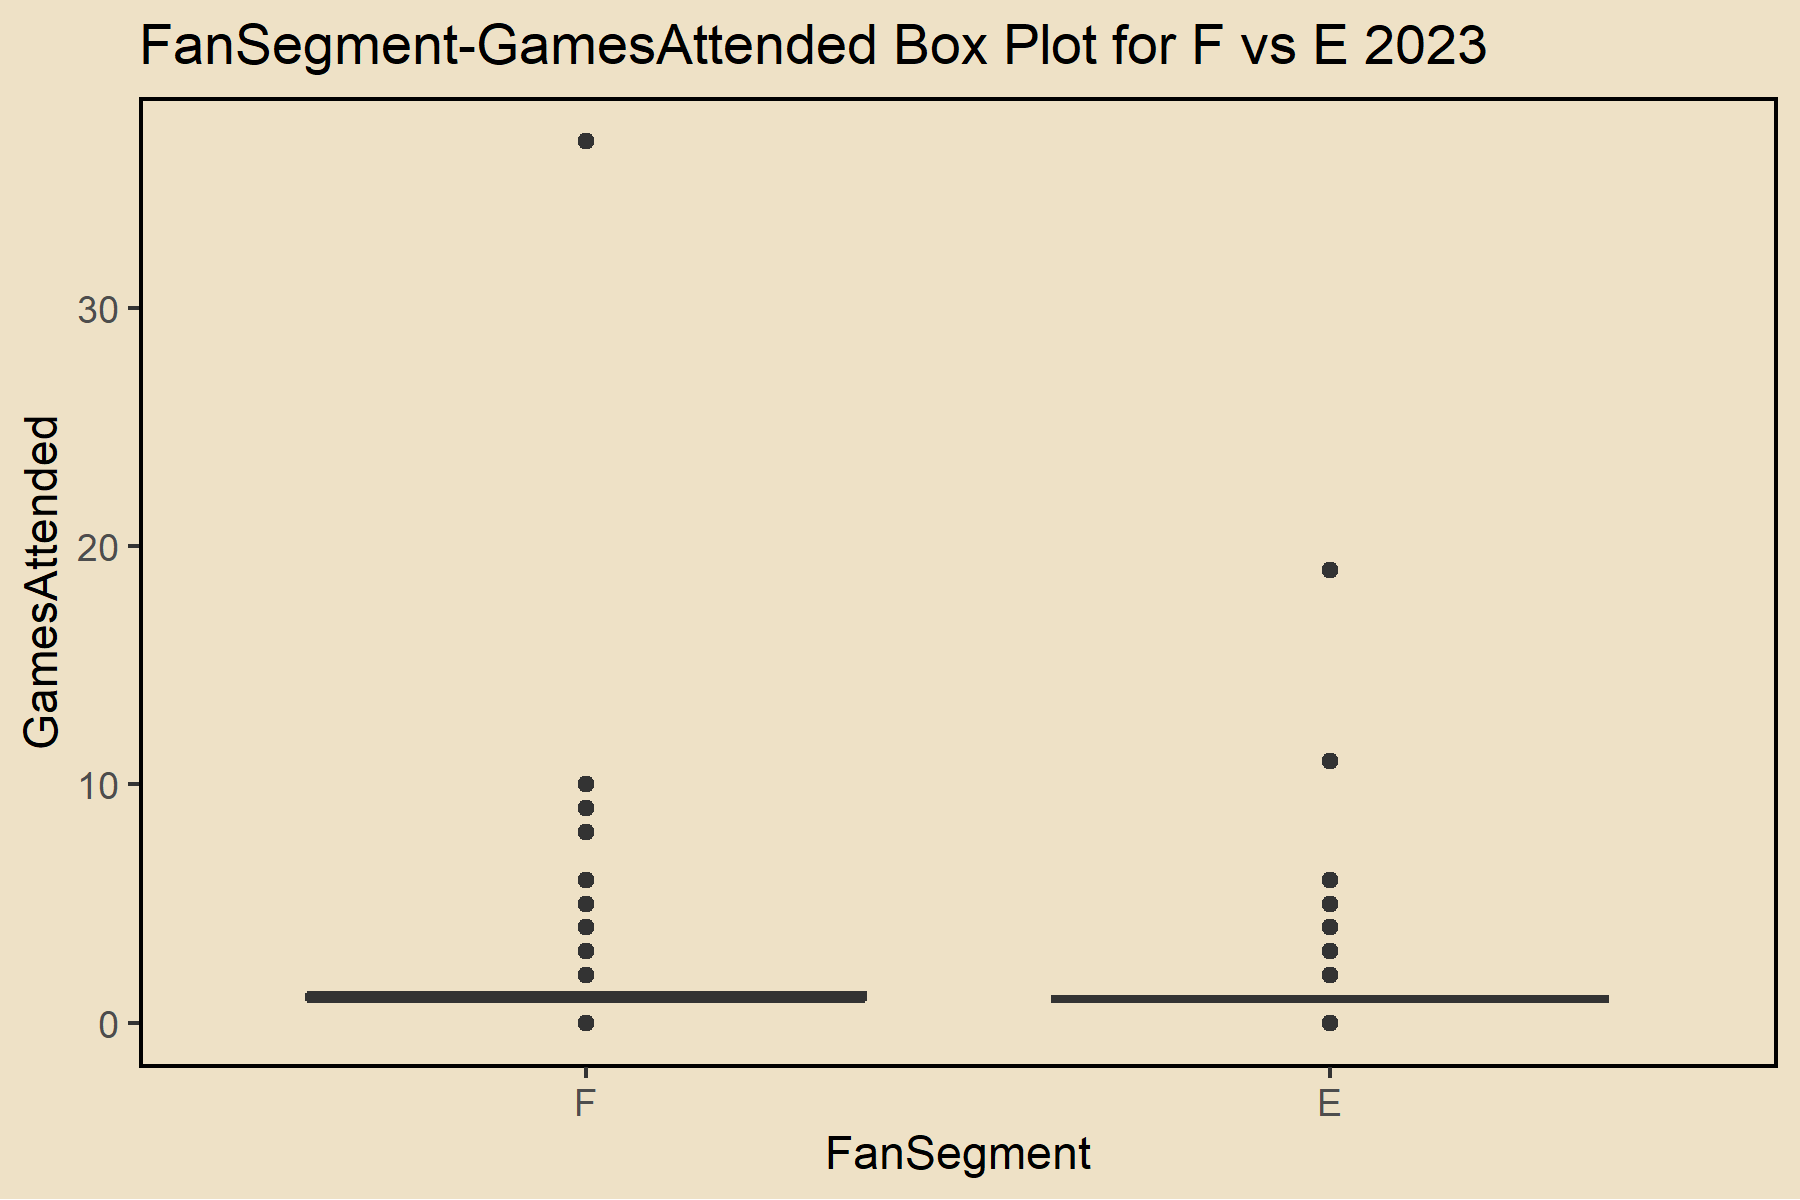 FanSegment-GamesAttended Box Plot for F vs E 2023
GamesAttended
30
20
10
0
F
E
FanSegment